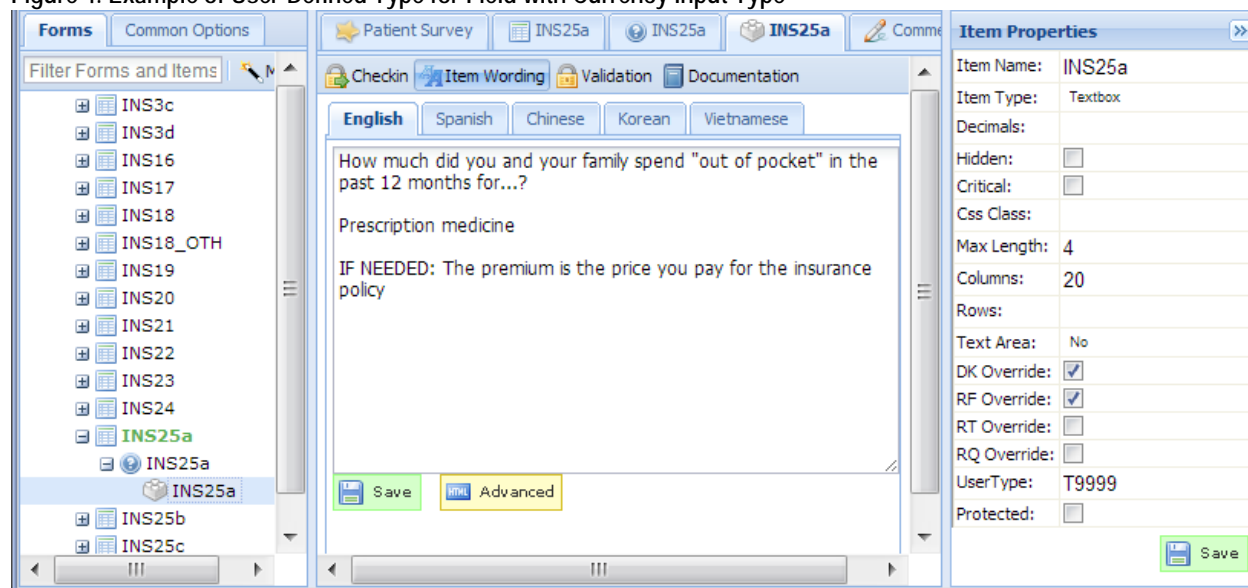 Figure 4. Example of User-Defined Type for Field with Currency Input Type
Forms
Common Options
Filter Forms and Items
INS3c
INS3d
INS16
INS17
INS18
INS18_OTH
INS19
INS20
INS21
INS22
INS23
INS24
INS25a
INS25a
INS25a
INS25b
INS25c
Patient Survey
INS25a
INS25a
INS25a
Comme
Checkin
Item Wording
Validation
Documentation
English
Spanish
Chinese
Korean
Vietnamese
How much did you and your family spend "out of pocket" in the
past 12 months for...?
Prescription medicine
IF NEEDED: The premium is the price you pay for the insurance
policy
Save
HTML
Advanced
Item Properties
Item Name: INS25a
Item Type: Textbox
Decimals:
Hidden:
Critical:
Css Class:
Max Length: 4
Columns: 20
Rows:
Text Area: No
DK Override:
RF Override:
RT Override:
RQ Override:
UserType: T9999
Protected:
Save